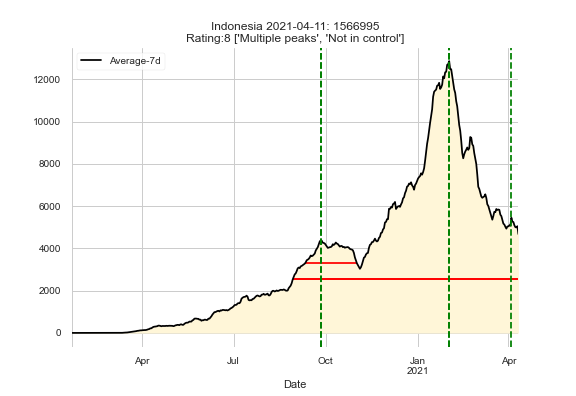 Indonesia 2021-04-11: 1566995
Rating:8 ['Multiple peaks', 'Not in control']
Average-7d
12000
10000
8000
6000
4000
2000
0
Apr
Jul
Oct
Jan
2021
Apr
Date